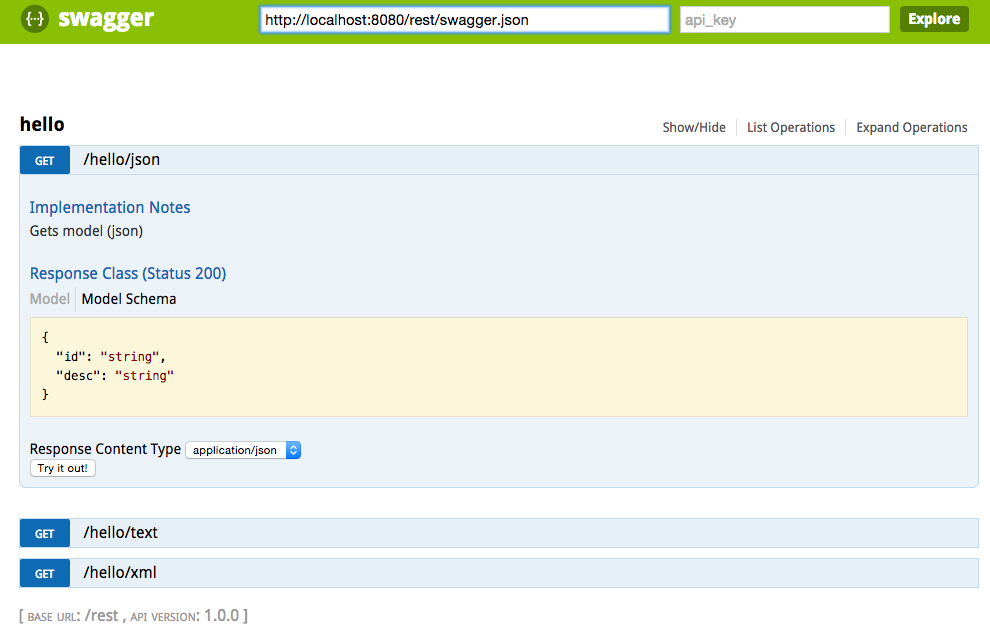 {··} swagger http://localhost:8080/rest/swagger.json api_key Explore
hello Show/Hide List Operations Expand Operations
GET /hello/json
Implementation Notes
Gets model (json)
Response Class (Status 200)
Model Model Schema
{
"id": "string",
"desc": "string"
}
Response Content Type application/json
Try it out!
GET /hello/text
GET /hello/xml
[ BASE URL: /rest , API VERSION: 1.0.0 ]